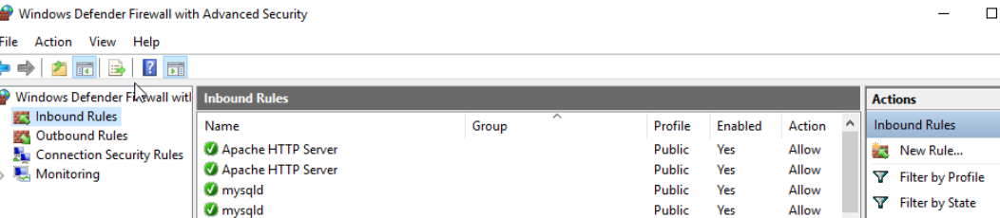 Windows Defender Firewall with Advanced Security
File Action View Help
Windows Defender Firewall witl
Inbound Rules
Outbound Rules
Connection Security Rules
Monitoring
Inbound Rules
Name Group Profile Enabled Action
Apache HTTP Server Public Yes Allow
Apache HTTP Server Public Yes Allow
mysqld Public Yes Allow
mysqld Public Yes Allow
Actions
Inbound Rules
New Rule...
Filter by Profile
Filter by State